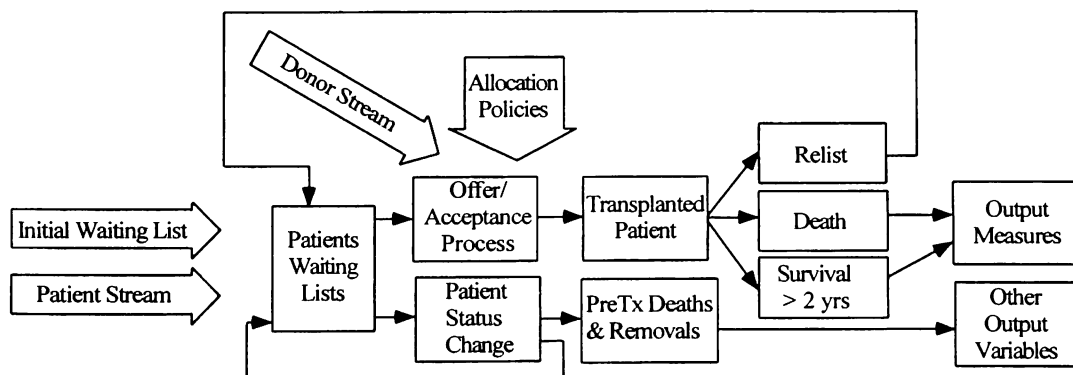 Donor Stream
Allocation
Policies
Relist
Initial Waiting List
Patient Stream
Patients
Waiting
Lists
Offer/
Acceptance
Process
Transplanted
Patient
Death
Survival
> 2 yrs
Output
Measures
Patient
Status
Change
PreTx Deaths
& Removals
Other
Output
Variables